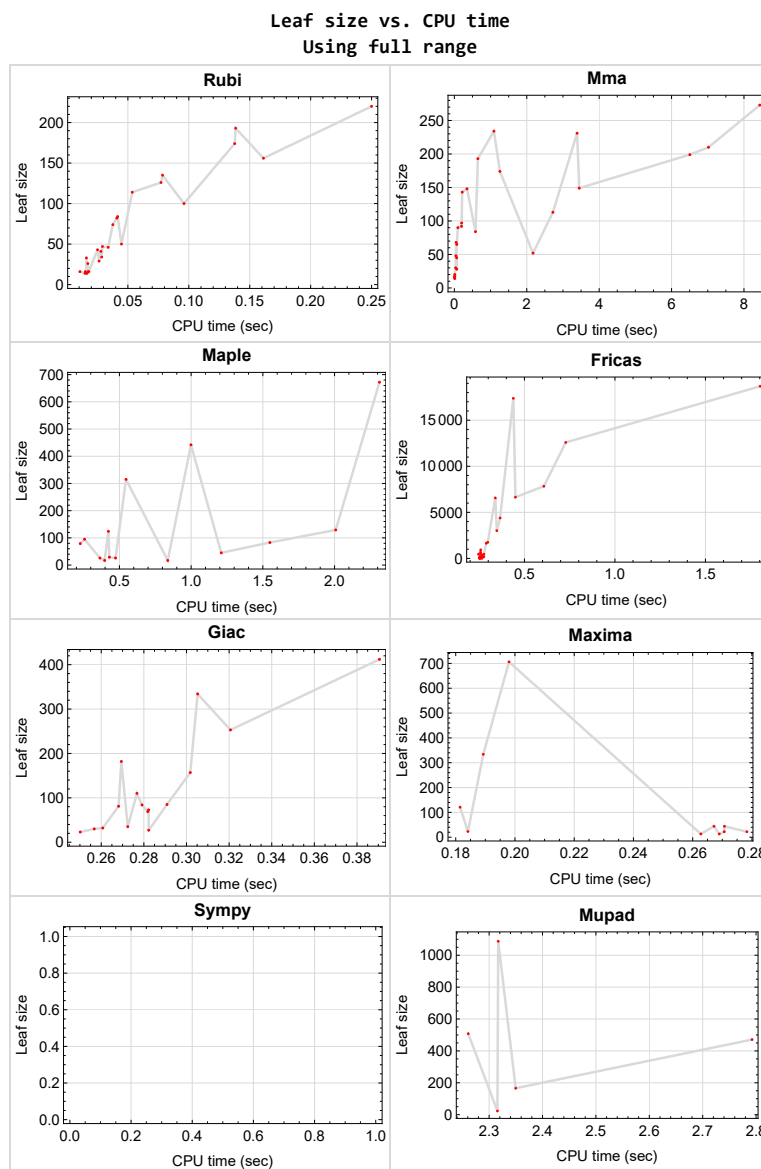 Leaf size vs. CPU time
Using full range
Rubi
Leaf size
200
150
100
50
0
0.05 0.10 0.15 0.20 0.25
CPU time (sec)
Mma
Leaf size
250
200
150
100
50
0
0 2 4 6 8
CPU time (sec)
Maple
Leaf size
700
600
500
400
300
200
100
0
0.5 1.0 1.5 2.0
CPU time (sec)
Fricas
Leaf size
15 000
10 000
5000
0
0.5 1.0 1.5
CPU time (sec)
Giac
Leaf size
400
300
200
100
0
0.26 0.28 0.30 0.32 0.34 0.36 0.38
CPU time (sec)
Maxima
Leaf size
700
600
500
400
300
200
100
0
0.18 0.20 0.22 0.24 0.26 0.28
CPU time (sec)
Sympy
Leaf size
1.0
0.8
0.6
0.4
0.2
0.0
0.0 0.2 0.4 0.6 0.8 1.0
CPU time (sec)
Mupad
Leaf size
1000
800
600
400
200
0
2.3 2.4 2.5 2.6 2.7 2.8
CPU time (sec)